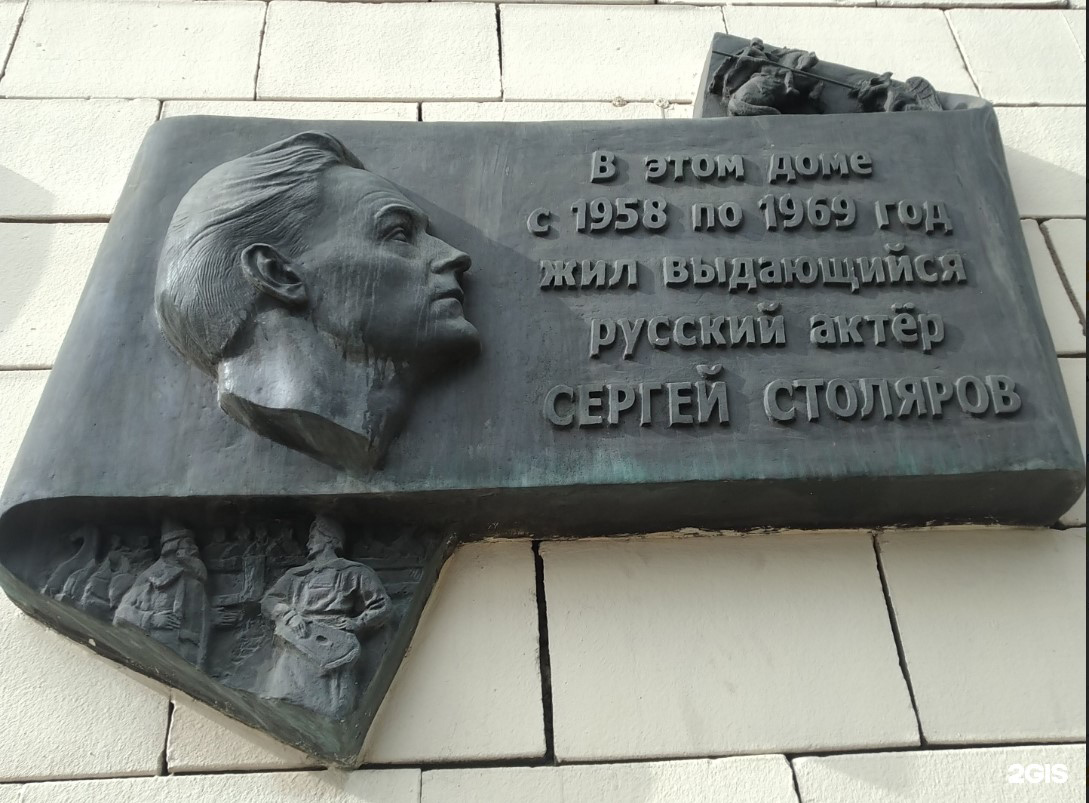 В этом доме
с 1958 по 1969 год
жил выдающийся
русский актёр
СЕРГЕЙ СТОЛЯРОВ
2GIS